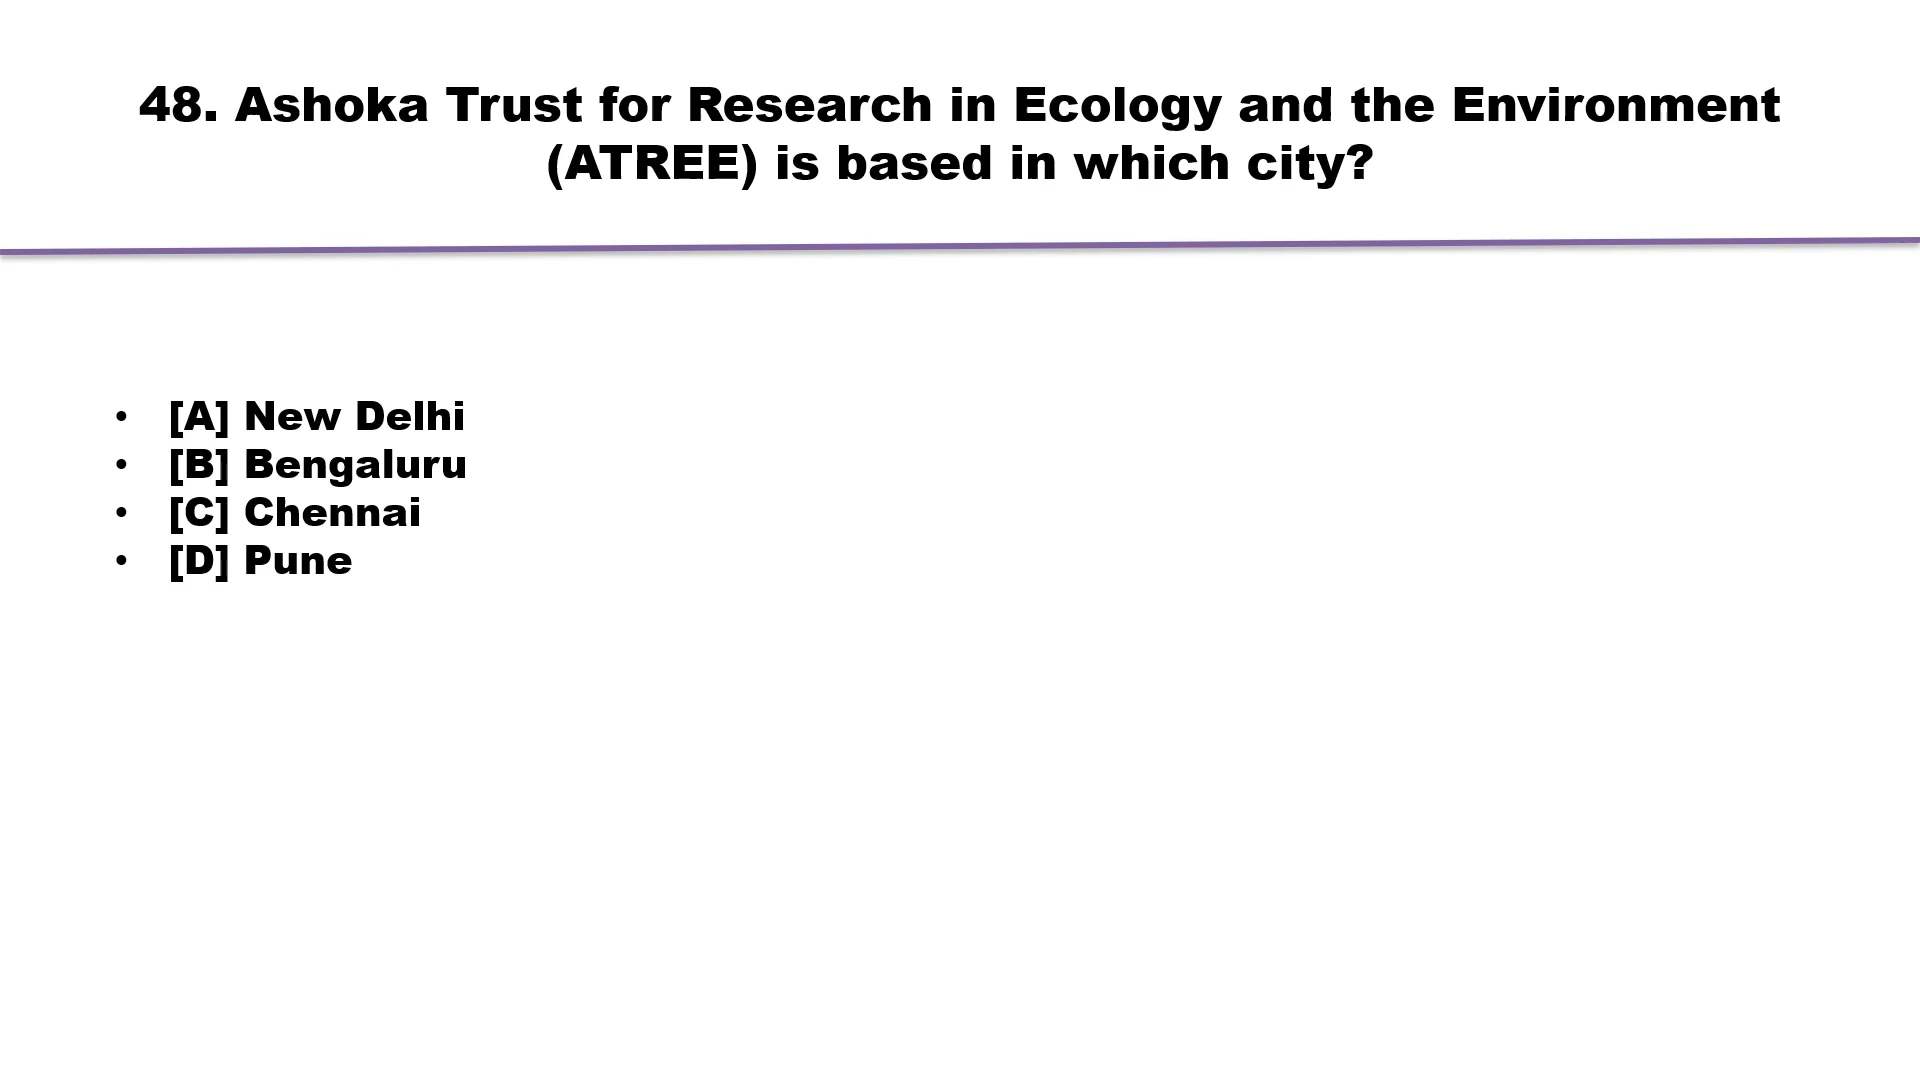 48. Ashoka Trust for Research in Ecology and the Environment
(ATREE) is based in which city?
• [A] New Delhi
• [B] Bengaluru
• [C] Chennai
• [D] Pune